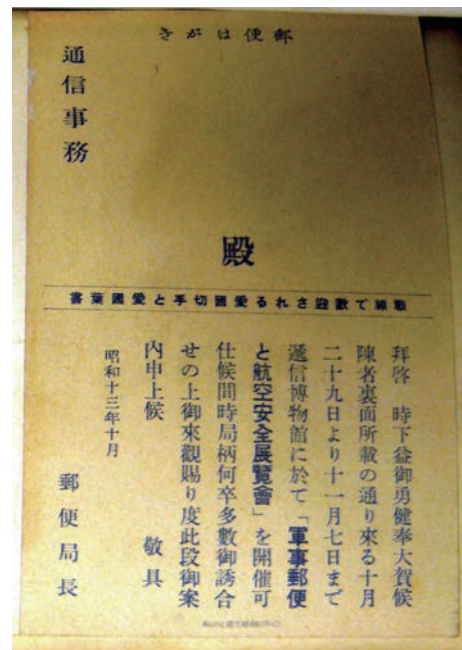 郵便はがき
通信事務
殿
戰線で歡迎される愛國切手と愛國葉書
拜啓 時下益御勇健奉大賀候
陳者裏面所載の通り來る十月
二十九日より十一月七日まで
遞信博物館に於て「軍事郵便
と航空安全展覽會」を開催可
仕候間時局柄何卒多數御誘合
せの上御來觀賜り度此段御案
內申上候 敬具
昭和十三年十月
郵便局長